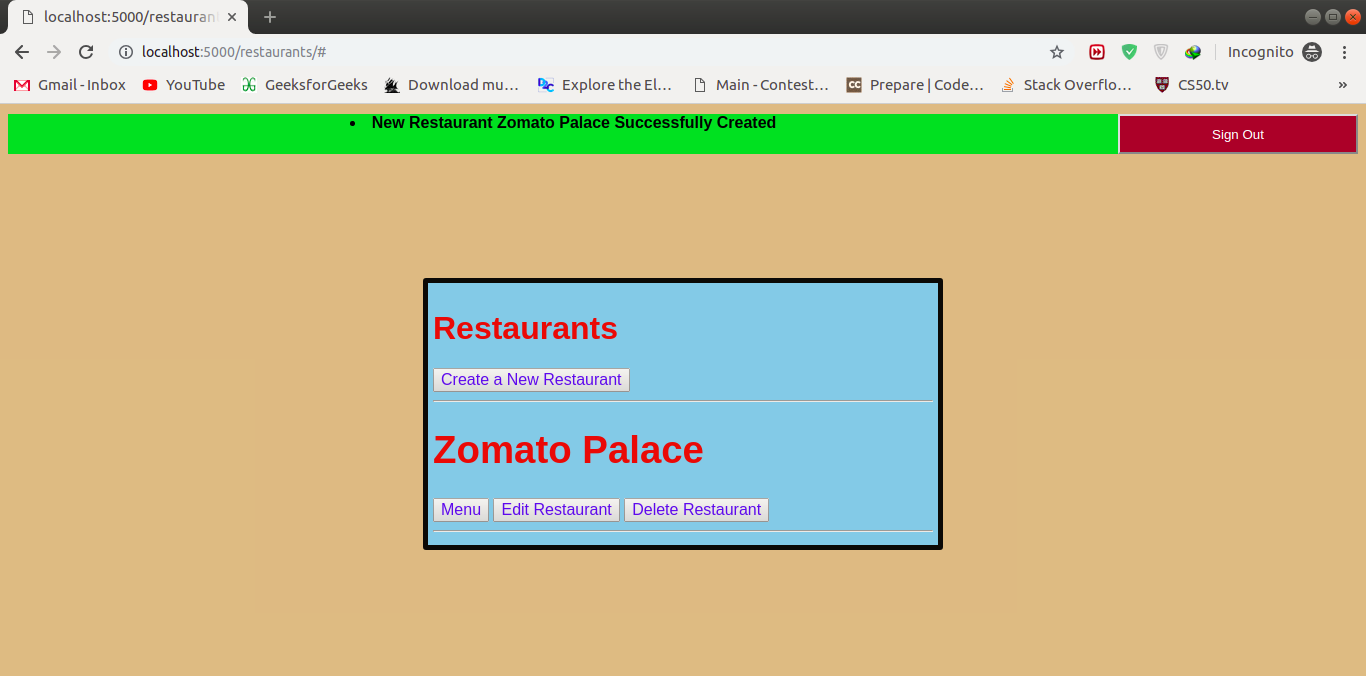 localhost:5000/restauran
localhost:5000/restaurants/#
Incognito
Gmail - Inbox
YouTube
GeeksforGeeks
Download mu...
Explore the El...
Main - Contest...
Prepare | Code...
Stack Overflo...
CS50.tv
»
New Restaurant Zomato Palace Successfully Created
Sign Out
Restaurants
Create a New Restaurant
Zomato Palace
Menu
Edit Restaurant
Delete Restaurant